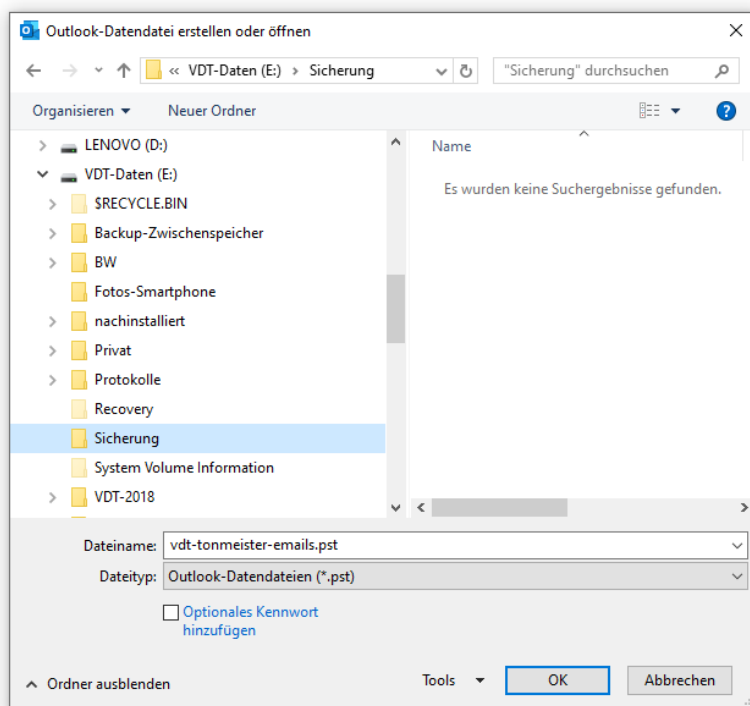 Outlook-Datendatei erstellen oder öffnen
« VDT-Daten (E:) › Sicherung
"Sicherung" durchsuchen
Organisieren
Neuer Ordner
LENOVO (D:)
VDT-Daten (E:)
$RECYCLE.BIN
Backup-Zwischenspeicher
BW
Fotos-Smartphone
nachinstalliert
Privat
Protokolle
Recovery
Sicherung
System Volume Information
VDT-2018
Name
Es wurden keine Suchergebnisse gefunden.
Dateiname: vdt-tonmeister-emails.pst
Dateityp: Outlook-Datendateien (*.pst)
Optionales Kennwort
hinzufügen
Ordner ausblenden
Tools
OK
Abbrechen